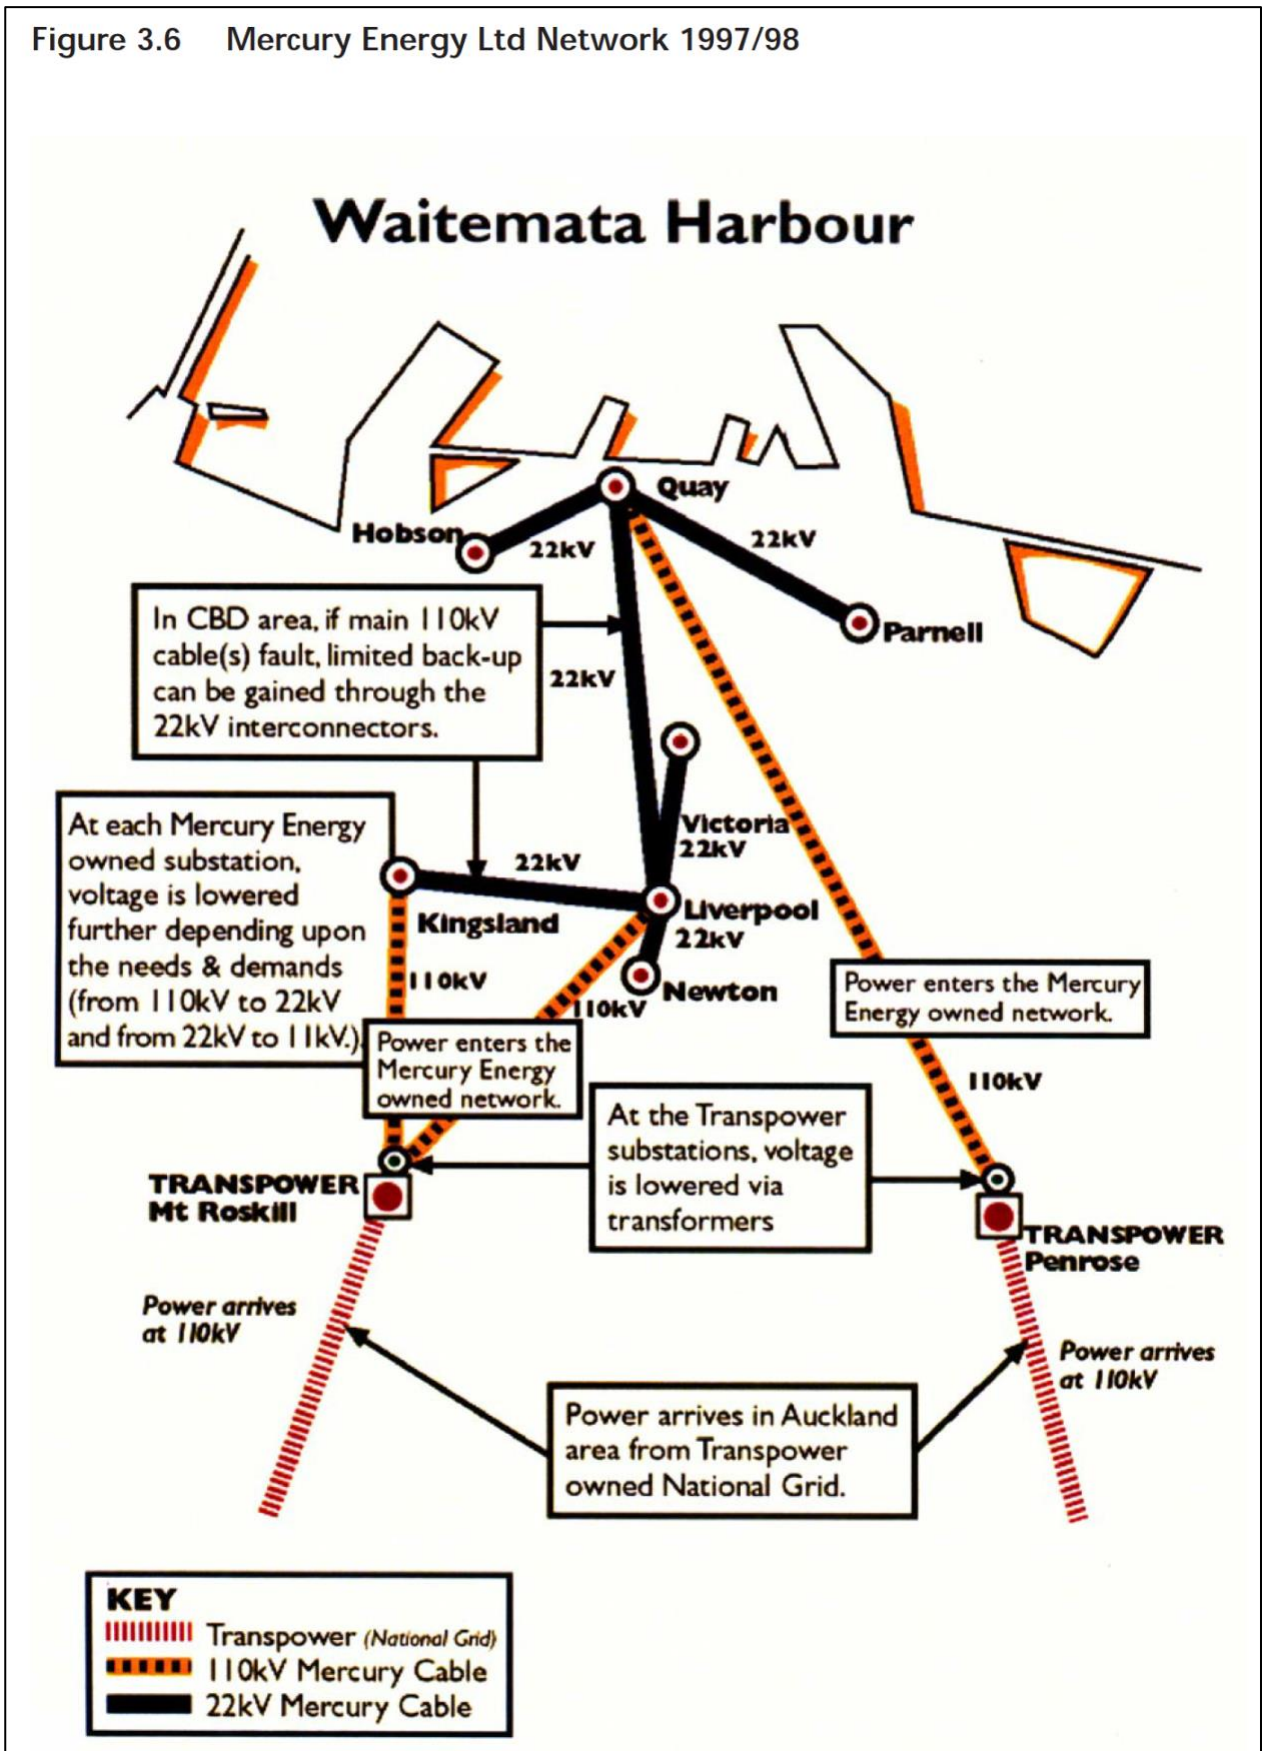 Figure 3.6 Mercury Energy Ltd Network 1997/98
Waitemata Harbour
Quay
Hobson
22kV
22kV
Parnell
In CBD area, if main 110kV
cable(s) fault, limited back-up
can be gained through the
22kV interconnectors.
22kV
Victoria
22kV
At each Mercury Energy
owned substation,
voltage is lowered
further depending upon
the needs & demands
(from 110kV to 22kV
and from 22kV to 11kV.)
22kV
Kingsland
Liverpool
22kV
110kV
Newton
110kV
Power enters the Mercury
Energy owned network.
Power enters the
Mercury Energy
owned network.
110kV
At the Transpower
substations, voltage
is lowered via
transformers
TRANSPOWER
Mt Roskill
TRANSPOWER
Penrose
Power arrives
at 110kV
Power arrives
at 110kV
Power arrives in Auckland
area from Transpower
owned National Grid.
KEY
Transpower (National Grid)
110kV Mercury Cable
22kV Mercury Cable